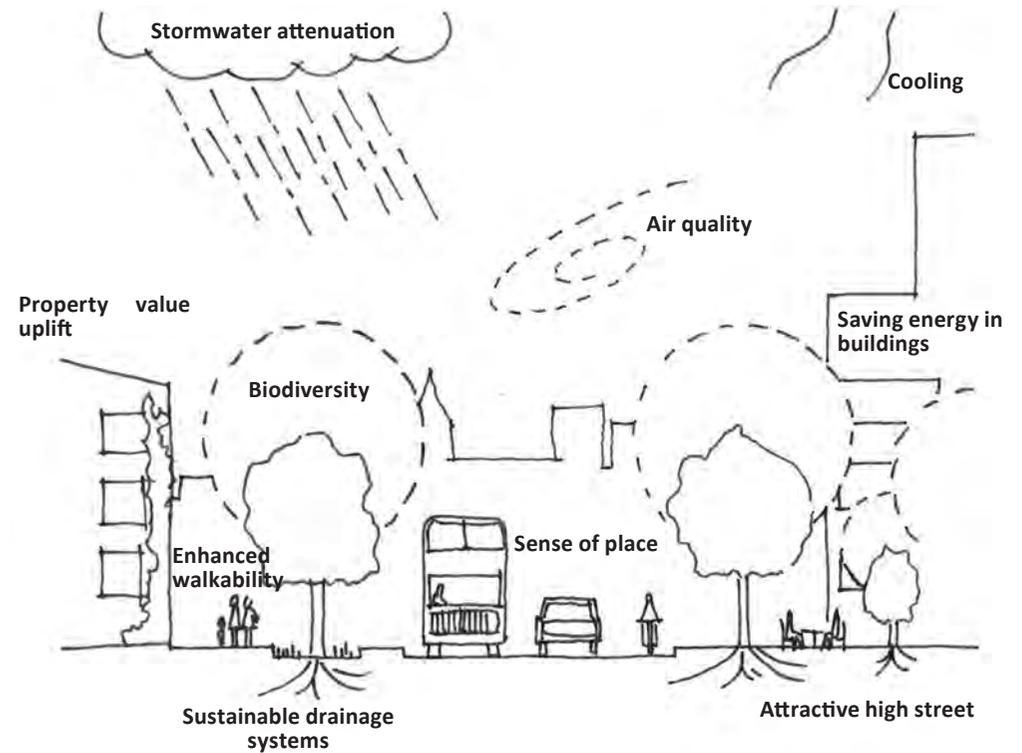 Stormwater attenuation
Cooling
Air quality
Property value
uplift
Saving energy in
buildings
Biodiversity
Sense of place
Enhanced
walkability
Sustainable drainage
systems
Attractive high street